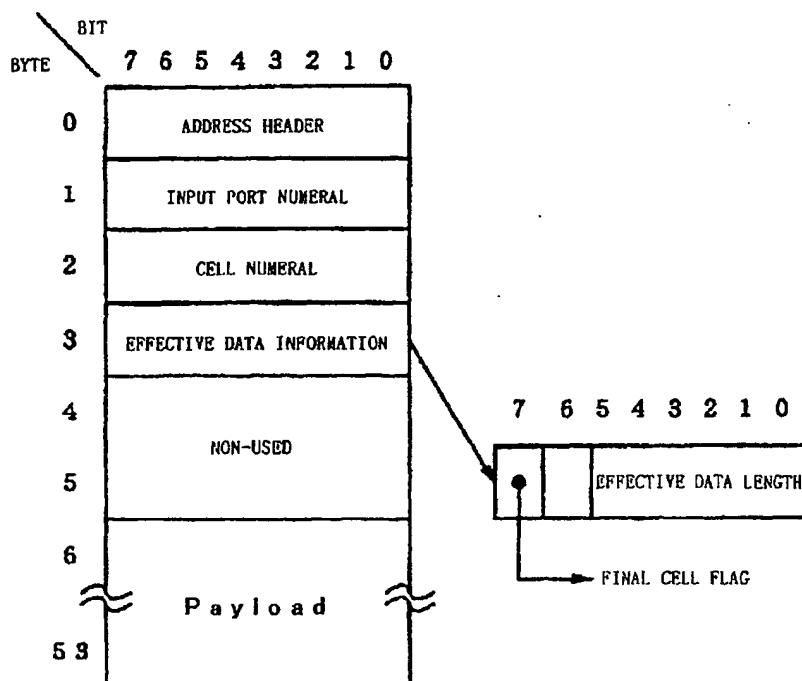 BIT
BYTE 7 6 5 4 3 2 1 0
0 ADDRESS HEADER
1 INPUT PORT NUMERAL
2 CELL NUMERAL
3 EFFECTIVE DATA INFORMATION
4
NON-USED
5
6
Payload
53
7 6 5 4 3 2 1 0
EFFECTIVE DATA LENGTH
FINAL CELL FLAG